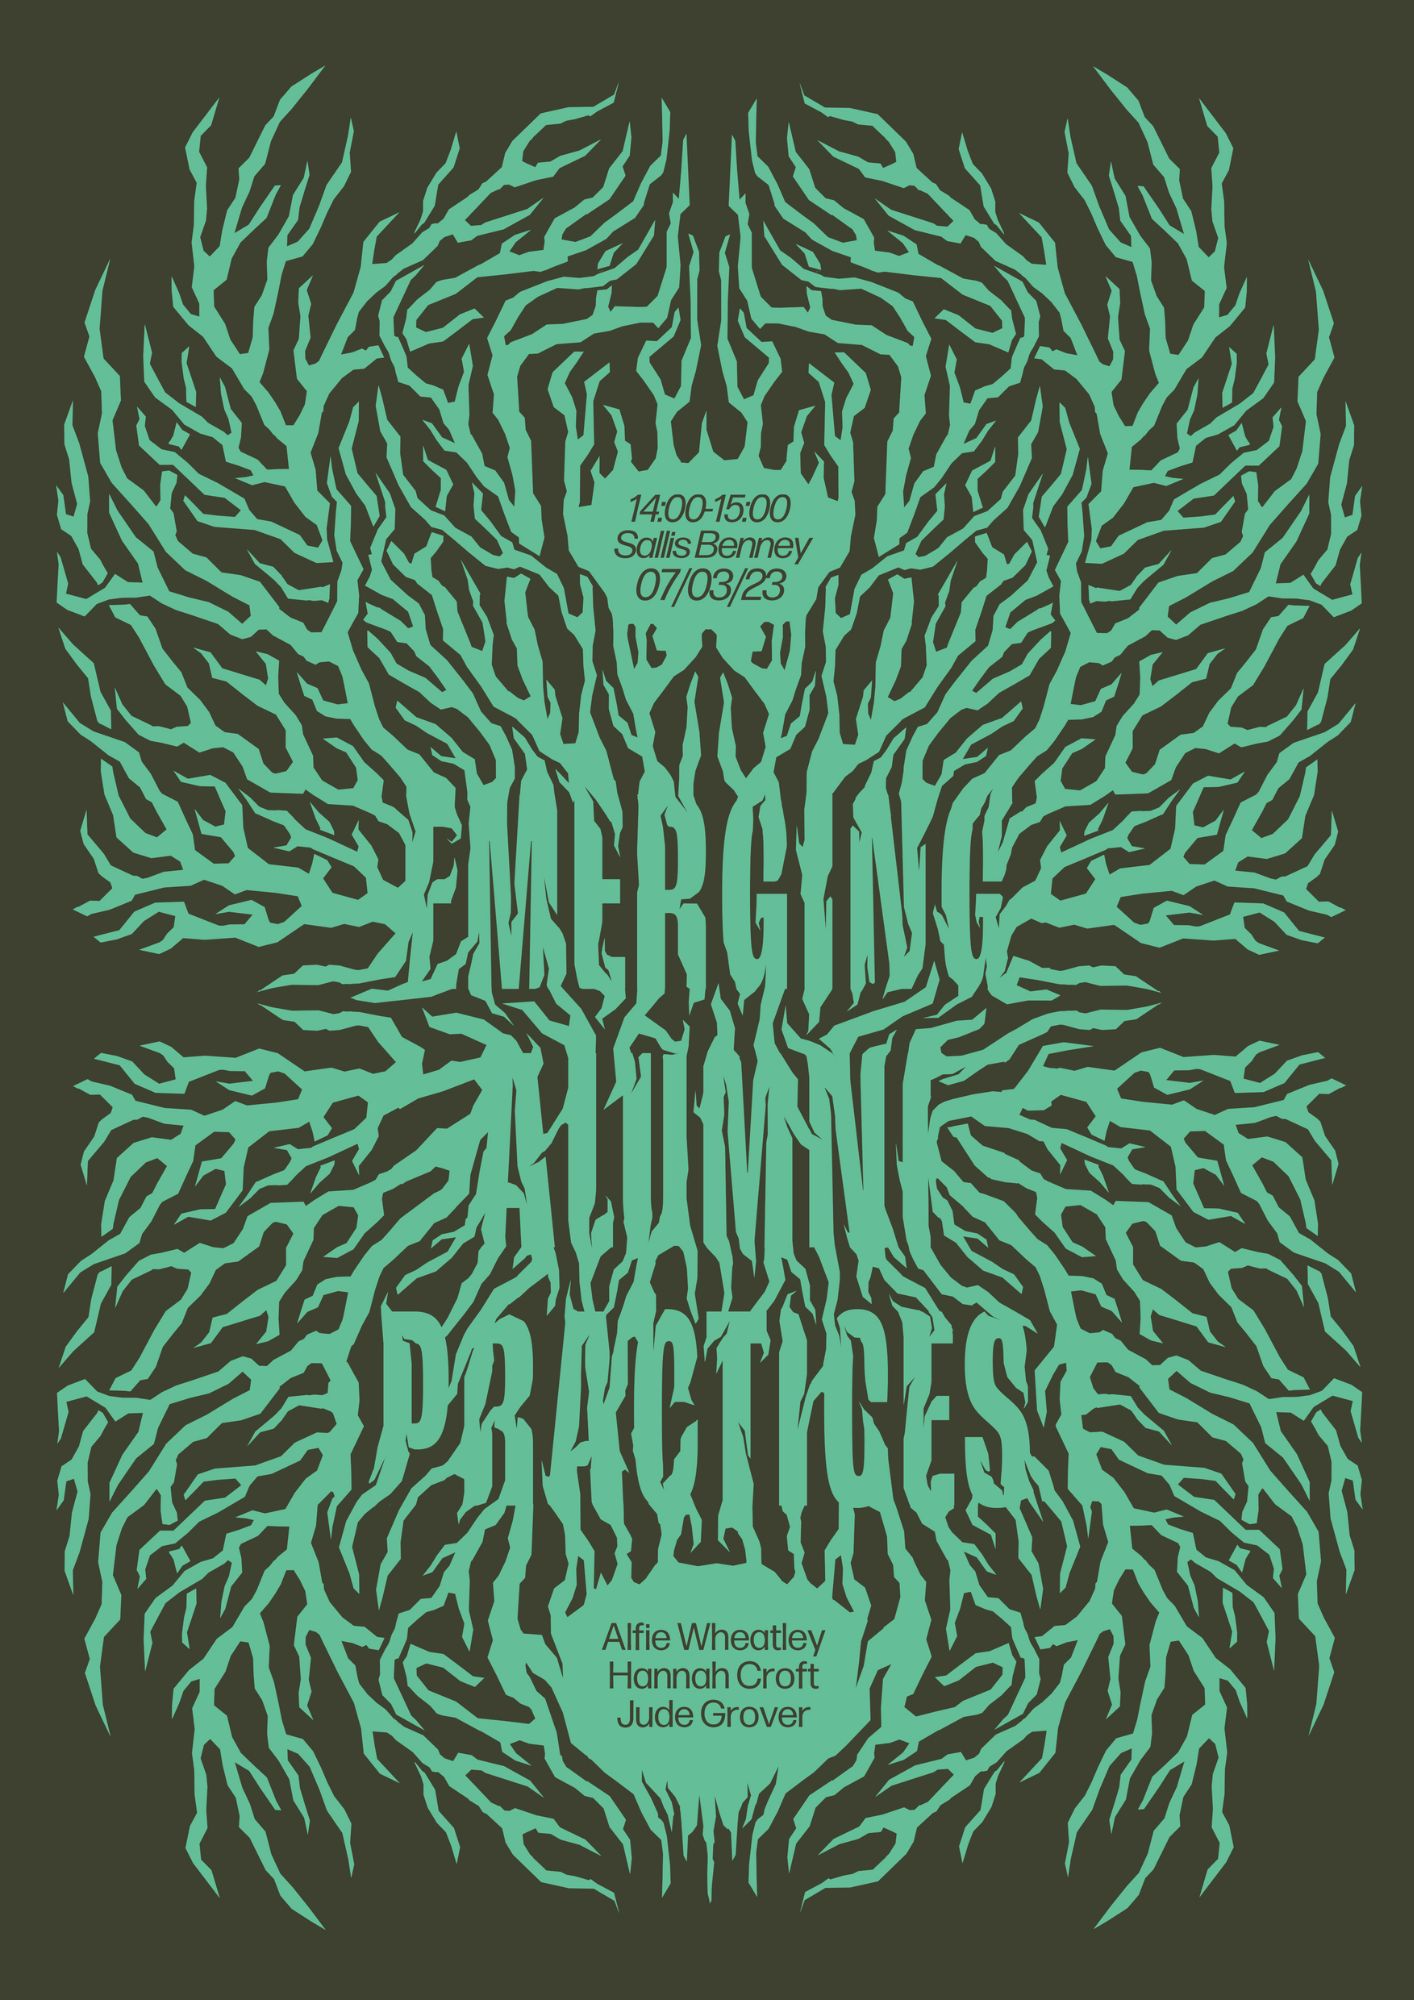 14:00-15:00
Sallis Benney
07/03/23
EMERGING
ALUMNI
PRACTICES
Alfie Wheatley
Hannah Croft
Jude Grover